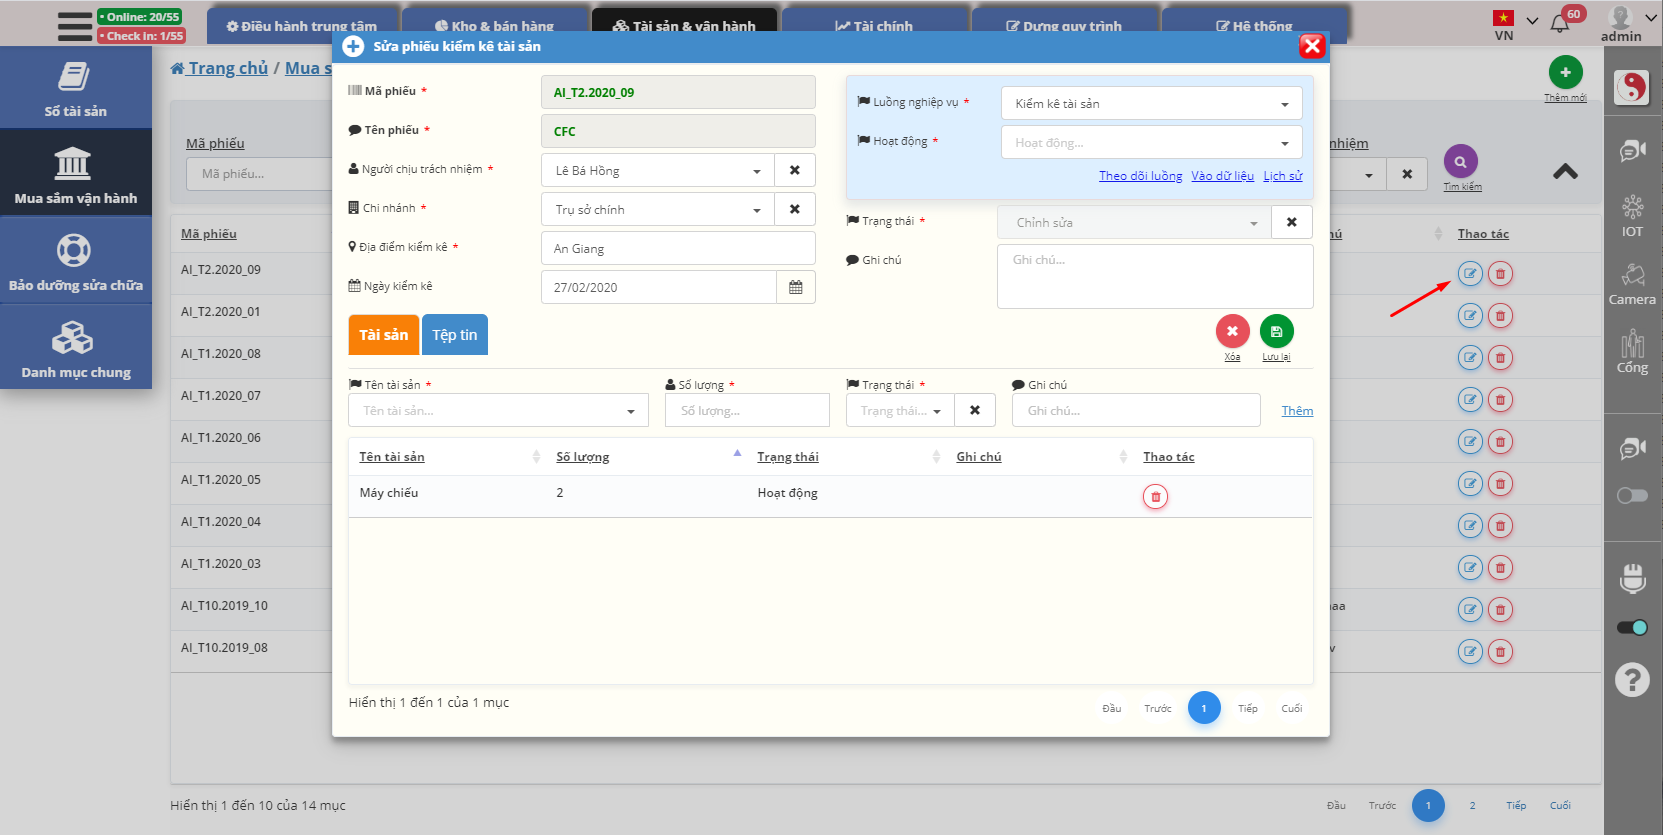 Online: 20/55
Check in: 1/55
Điều hành trung tâm
Kho & bán hàng
Tài sản & vận hành
Tài chính
Dựng quy trình
Hệ thống
VN
60
admin
Sổ tài sản
Mua sắm vận hành
Bảo dưỡng sửa chữa
Danh mục chung
Trang chủ / Mua s
Thêm mới
Mã phiếu
Mã phiếu...
nhiệm
Tìm kiếm
Mã phiếu
hú
Thao tác
AI_T2.2020_09
AI_T2.2020_01
AI_T1.2020_08
AI_T1.2020_07
AI_T1.2020_06
AI_T1.2020_05
AI_T1.2020_04
AI_T1.2020_03
AI_T10.2019_10
aa
AI_T10.2019_08
v
Hiển thị 1 đến 10 của 14 mục
Đầu
Trước
1
2
Tiếp
Cuối
IOT
Camera
Cổng
?
Sửa phiếu kiểm kê tài sản
Mã phiếu *
AI_T2.2020_09
Tên phiếu *
CFC
Người chịu trách nhiệm *
Lê Bá Hồng
Chi nhánh *
Trụ sở chính
Địa điểm kiểm kê *
An Giang
Ngày kiểm kê
27/02/2020
Luồng nghiệp vụ *
Kiểm kê tài sản
Hoạt động *
Hoạt động...
Theo dõi luồng
Vào dữ liệu
Lịch sử
Trạng thái *
Chỉnh sửa
Ghi chú
Ghi chú...
Tài sản
Tệp tin
Xóa
Lưu lại
Tên tài sản *
Số lượng *
Trạng thái *
Ghi chú
Tên tài sản...
Số lượng...
Trạng thái...
Ghi chú...
Thêm
Tên tài sản
Số lượng
Trạng thái
Ghi chú
Thao tác
Máy chiếu
2
Hoạt động
Hiển thị 1 đến 1 của 1 mục
Đầu
Trước
1
Tiếp
Cuối